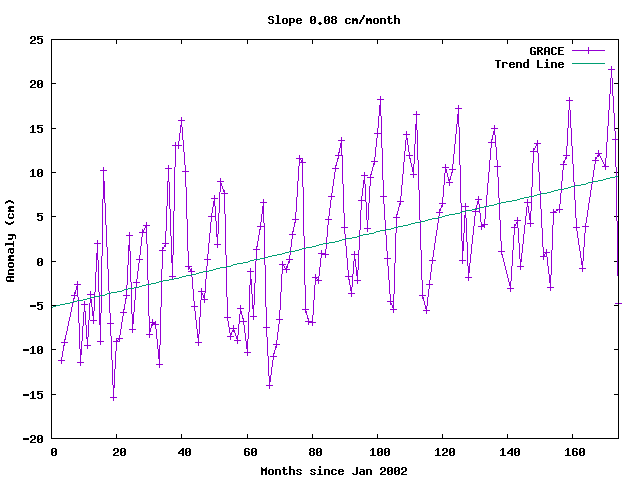 Slope 0.08 cm/month
25
20
15
10
5
0
-5
-10
-15
-20
Anomaly (cm)
GRACE
Trend Line
0 20 40 60 80 100 120 140 160
Months since Jan 2002